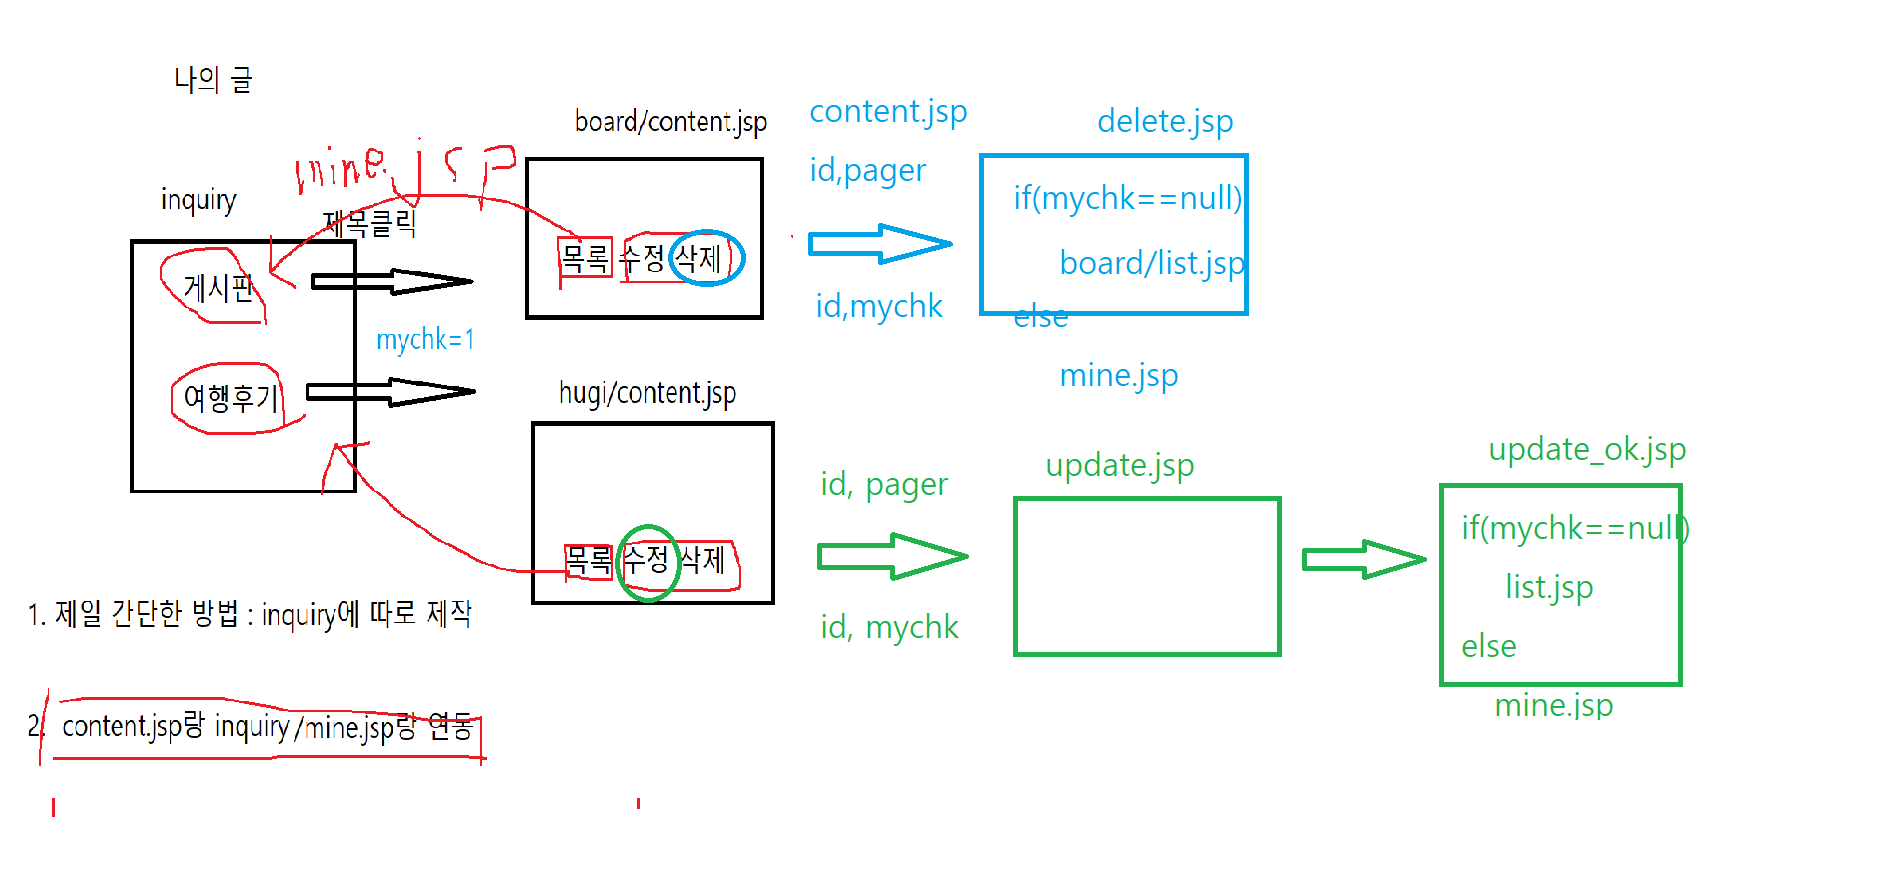 나의 글
inquiry
게시판
여행후기
제목클릭
mychk=1
mine.jsp
board/content.jsp
목록 수정 삭제
hugi/content.jsp
목록 수정 삭제
content.jsp
id,pager
id,mychk
delete.jsp
if(mychk==null)
board/list.jsp
else
mine.jsp
id, pager
id, mychk
update.jsp
update_ok.jsp
if(mychk==null)
list.jsp
else
mine.jsp
1. 제일 간단한 방법 : inquiry에 따로 제작
2. content.jsp랑 inquiry/mine.jsp랑 연동